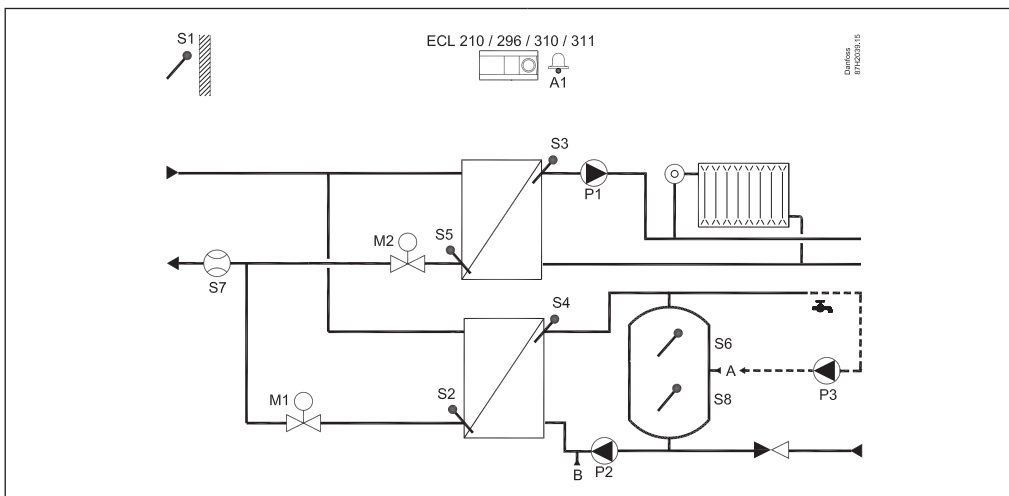 S1
ECL 210 / 296 / 310 / 311
A1
Danfoss
87H2039.15
S3
P1
S5
M2
S7
S4
S6
A
P3
S8
M1
S2
B
P2